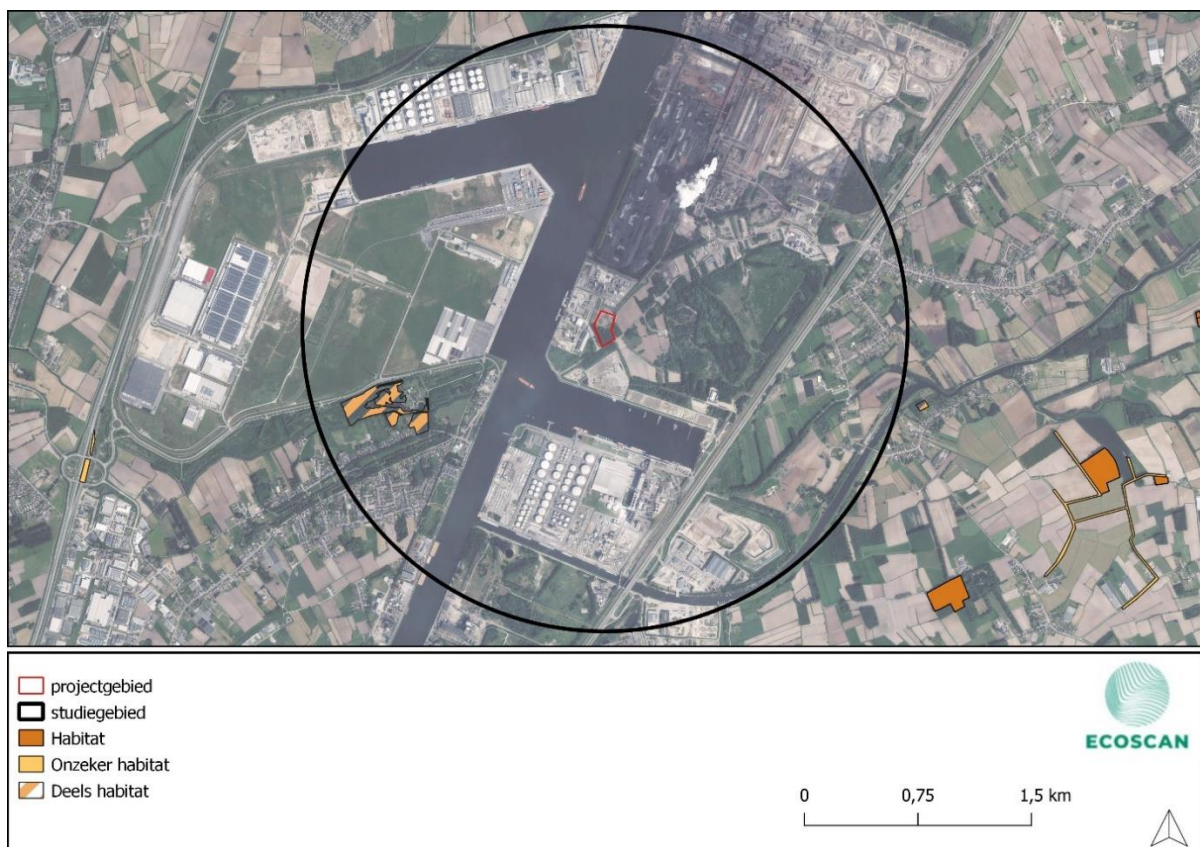 projectgebied
studiegebied
Habitat
Onzeker habitat
Deels habitat
ECOSCAN
0 0,75 1,5 km